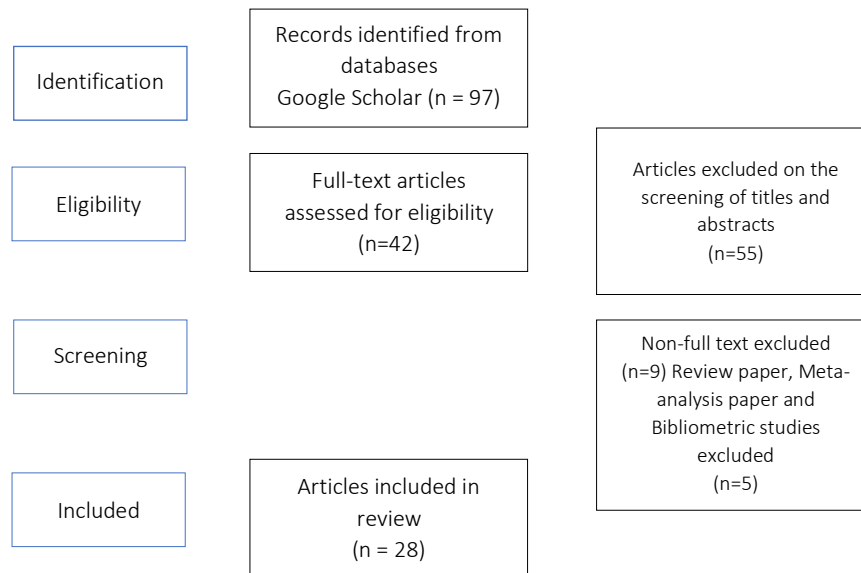 Identification
Records identified from
databases
Google Scholar (n = 97)
Eligibility
Full-text articles
assessed for eligibility
(n=42)
Articles excluded on the
screening of titles and
abstracts
(n=55)
Screening
Non-full text excluded
(n=9) Review paper, Meta-
analysis paper and
Bibliometric studies
excluded
(n=5)
Included
Articles included in
review
(n = 28)